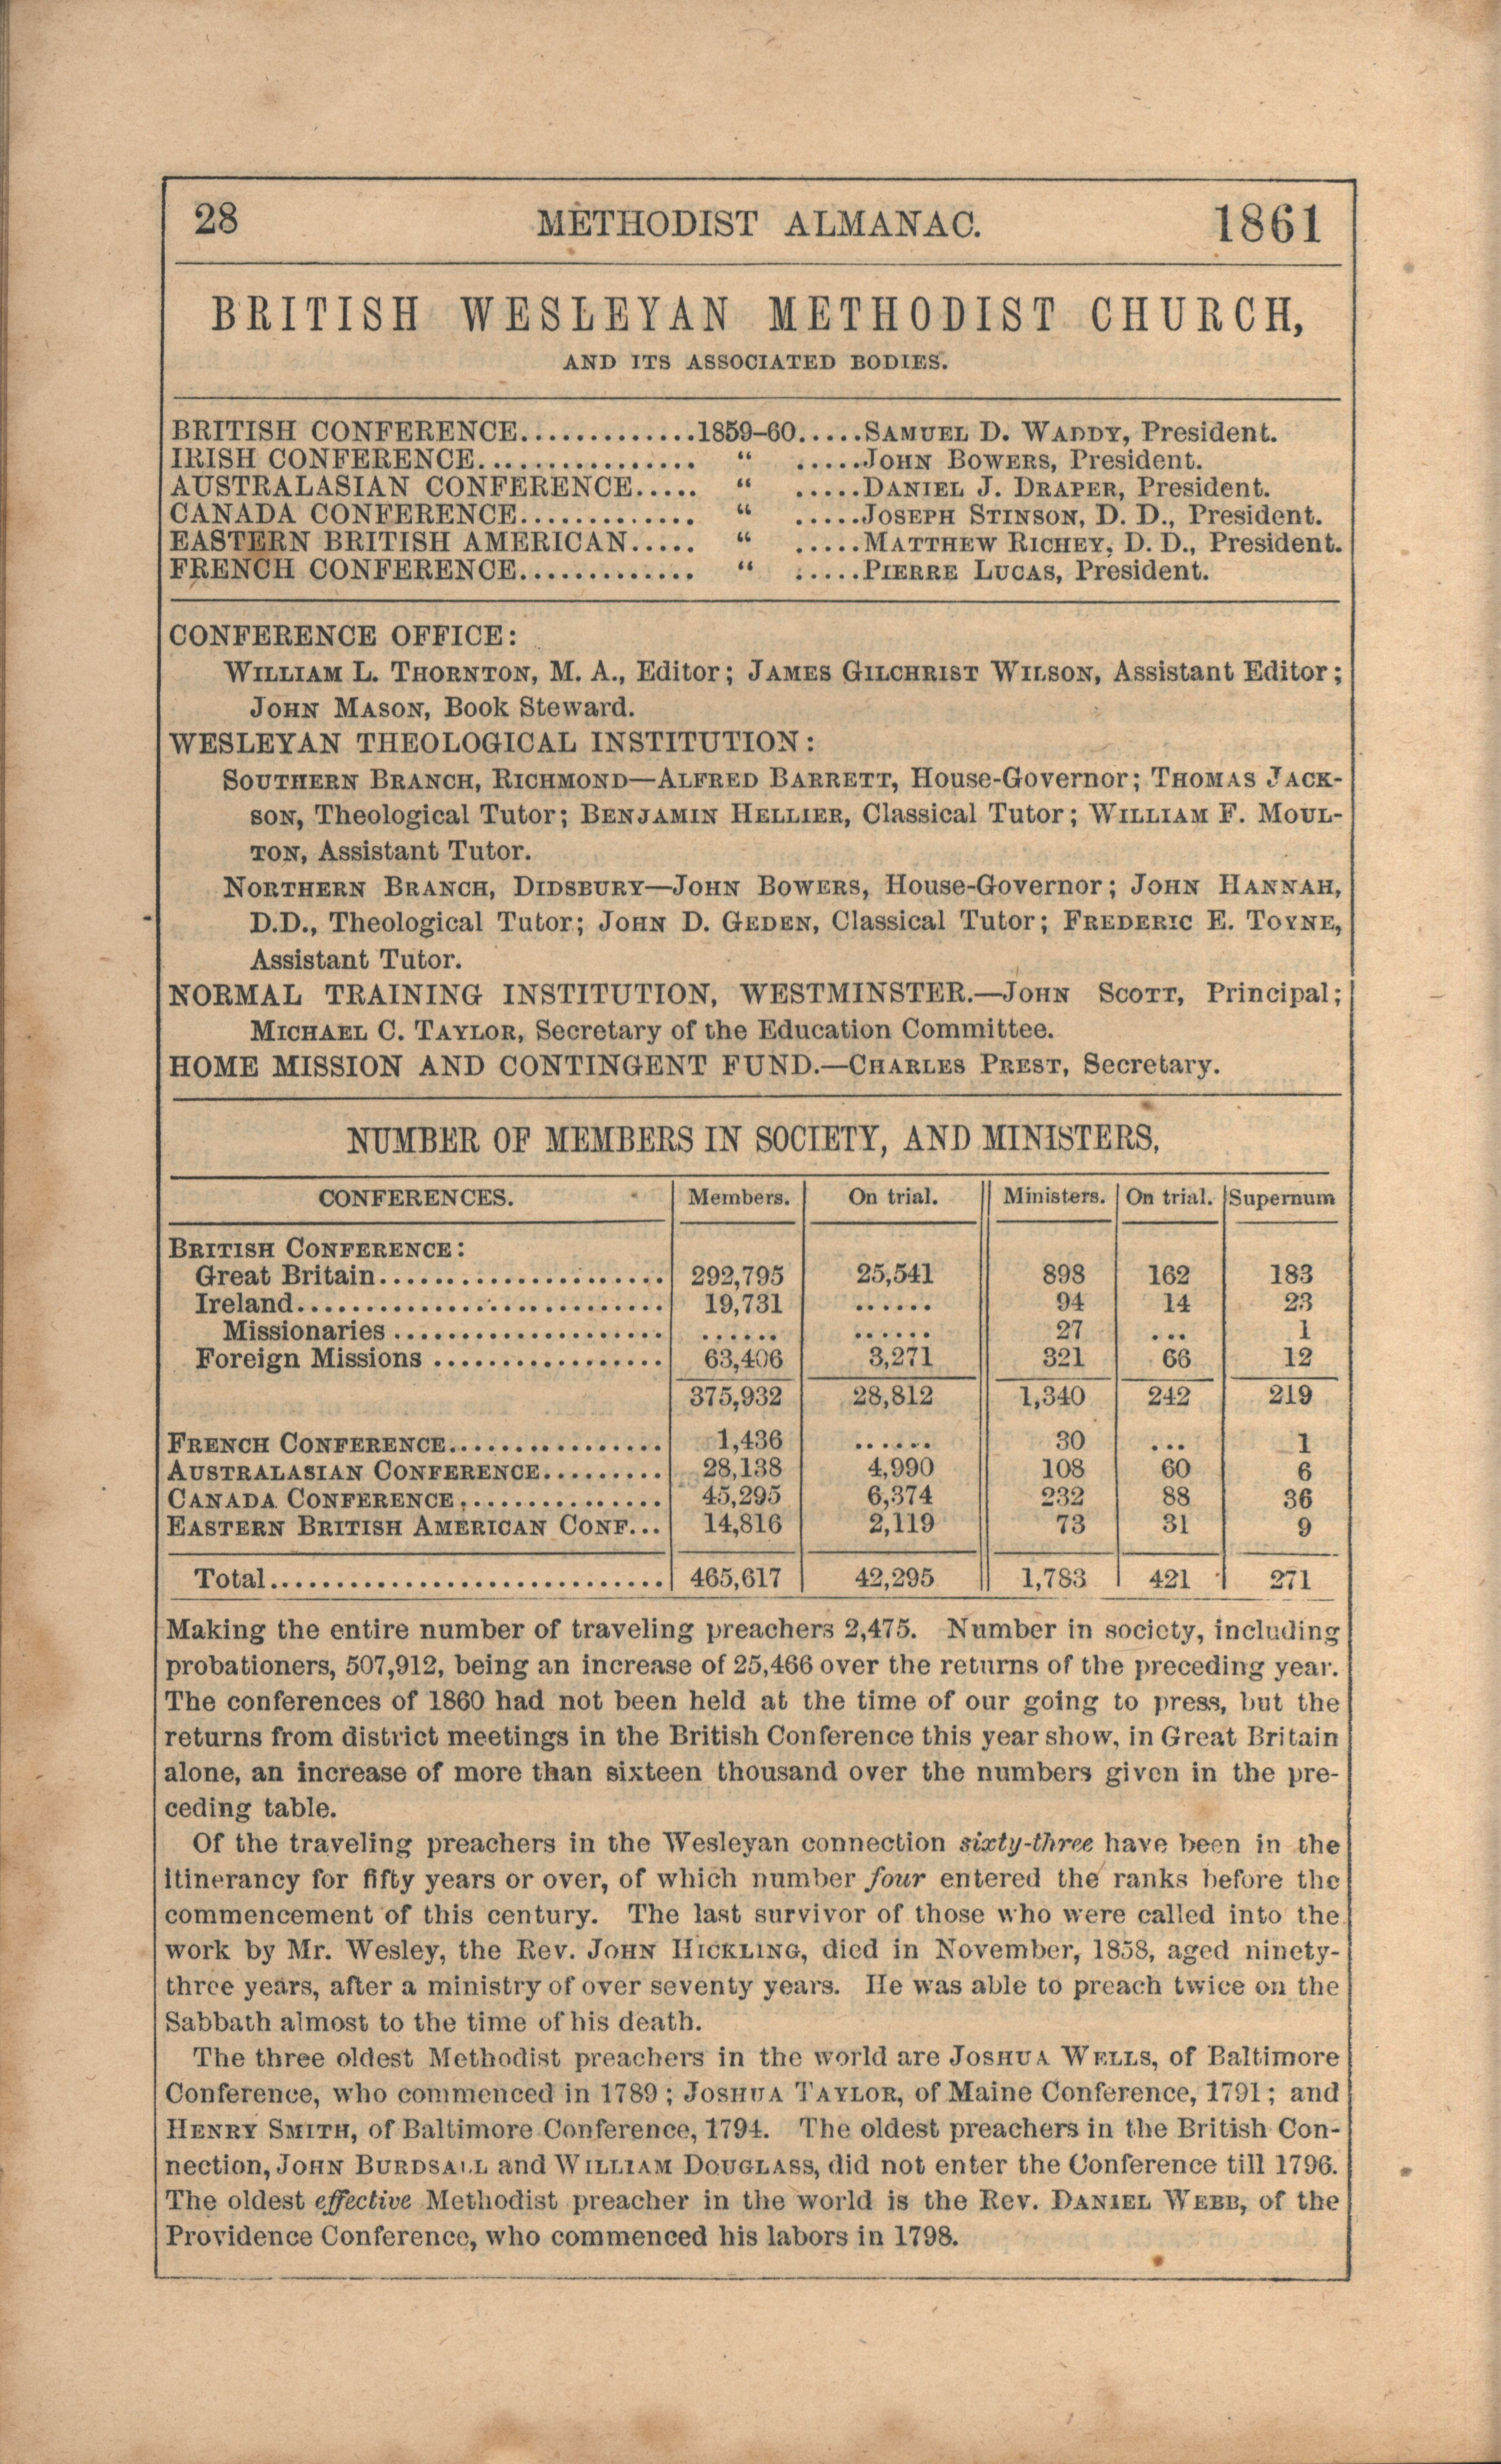 28 METHODIST ALMANAC. 1861
BRITISH WESLEYAN METHODIST CHURCH,
AND ITS ASSOCIATED BODIES.
BRITISH CONFERENCE.............1859–60.....SAMUEL D. WADDY, President.
IRISH CONFERENCE................ “ .....JOHN BOWERS, President.
AUSTRALASIAN CONFERENCE..... “ .....DANIEL J. DRAPER, President.
CANADA CONFERENCE............. “ .....JOSEPH STINSON, D. D., President.
EASTERN BRITISH AMERICAN..... “ .....MATTHEW RICHEY, D. D., President.
FRENCH CONFERENCE............. “ .....PIERRE LUCAS, President.
CONFERENCE OFFICE:
WILLIAM L. THORNTON, M. A., Editor; JAMES GILCHRIST WILSON, Assistant Editor;
JOHN MASON, Book Steward.
WESLEYAN THEOLOGICAL INSTITUTION:
SOUTHERN BRANCH, RICHMOND—ALFRED BARRETT, House-Governor; THOMAS JACK-
SON, Theological Tutor; BENJAMIN HELLIER, Classical Tutor; WILLIAM F. MOUL-
TON, Assistant Tutor.
NORTHERN BRANCH, DIDSBURY—JOHN BOWERS, House-Governor; JOHN HANNAH,
D.D., Theological Tutor; JOHN D. GEDEN, Classical Tutor; FREDERIC E. TOYNE,
Assistant Tutor.
NORMAL TRAINING INSTITUTION, WESTMINSTER.—JOHN SCOTT, Principal;
MICHAEL C. TAYLOR, Secretary of the Education Committee.
HOME MISSION AND CONTINGENT FUND.—CHARLES PREST, Secretary.
NUMBER OF MEMBERS IN SOCIETY, AND MINISTERS,
CONFERENCES. Members. On trial. Ministers. On trial. Supernum
BRITISH CONFERENCE:
Great Britain...................... 292,795 25,541 898 162 183
Ireland............................ 19,731 ...... 94 14 23
Missionaries .................... ...... ...... 27 ... 1
Foreign Missions ................. 63,406 3,271 321 66 12
375,932 28,812 1,340 242 219
FRENCH CONFERENCE................. 1,436 ...... 30 ... 1
AUSTRALASIAN CONFERENCE......... 28,138 4,990 108 60 6
CANADA CONFERENCE................ 45,295 6,374 232 88 36
EASTERN BRITISH AMERICAN CONF... 14,816 2,119 73 31 9
Total............................... 465,617 42,295 1,783 421 271
Making the entire number of traveling preachers 2,475. Number in society, including
probationers, 507,912, being an increase of 25,466 over the returns of the preceding year.
The conferences of 1860 had not been held at the time of our going to press, but the
returns from district meetings in the British Conference this year show, in Great Britain
alone, an increase of more than sixteen thousand over the numbers given in the pre-
ceding table.
Of the traveling preachers in the Wesleyan connection sixty-three have been in the
itinerancy for fifty years or over, of which number four entered the ranks before the
commencement of this century. The last survivor of those who were called into the
work by Mr. Wesley, the Rev. JOHN HICKLING, died in November, 1858, aged ninety-
three years, after a ministry of over seventy years. He was able to preach twice on the
Sabbath almost to the time of his death.
The three oldest Methodist preachers in the world are JOSHUA WELLS, of Baltimore
Conference, who commenced in 1789; JOSHUA TAYLOR, of Maine Conference, 1791; and
HENRY SMITH, of Baltimore Conference, 1794. The oldest preachers in the British Con-
nection, JOHN BURDSALL and WILLIAM DOUGLASS, did not enter the Conference till 1796.
The oldest effective Methodist preacher in the world is the Rev. DANIEL WEBB, of the
Providence Conference, who commenced his labors in 1798.